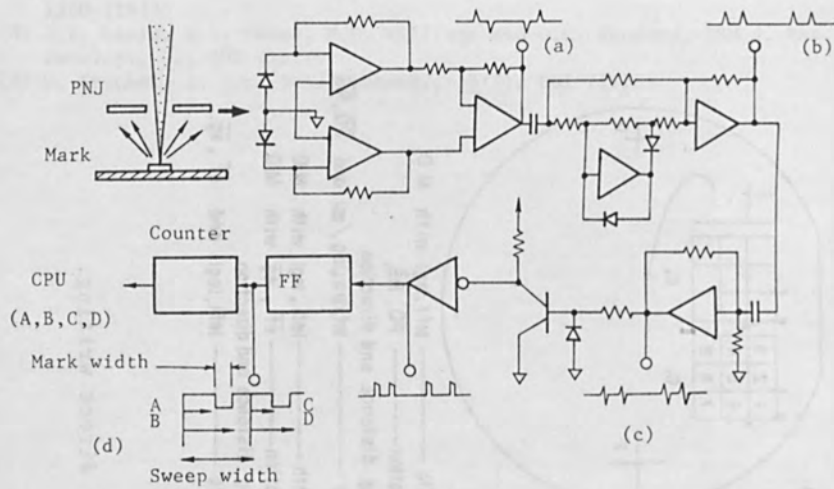 (a)
(b)
PNJ
Mark
Counter
CPU
FF
(A,B,C,D)
Mark width
A
C
B
D
(d)
(c)
Sweep width